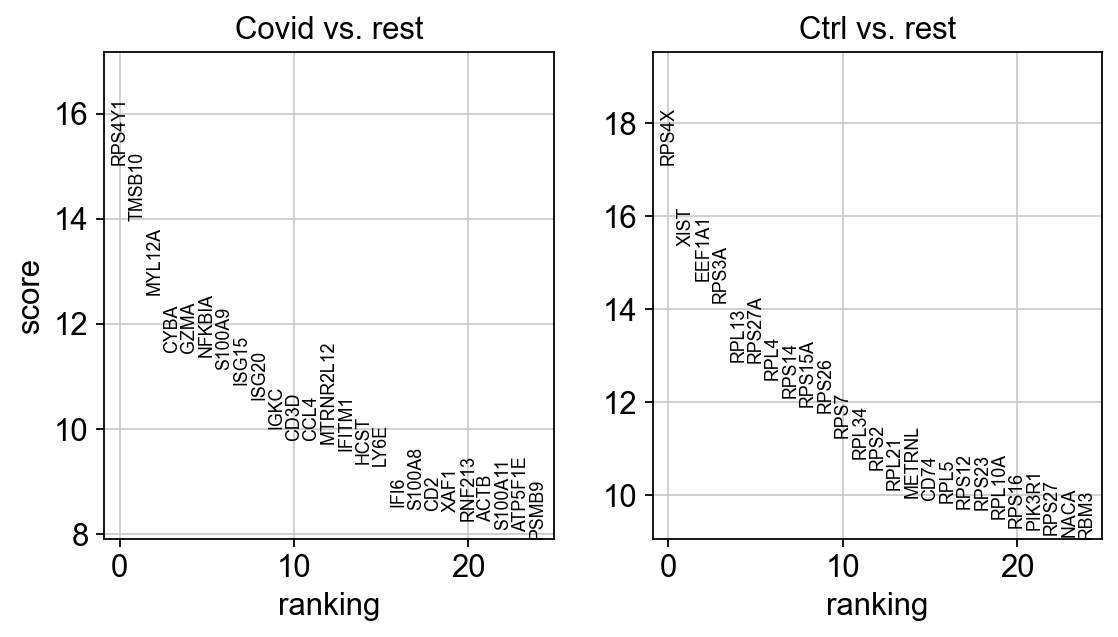 Covid vs. rest
score
16
14
12
10
8
RPS4Y1
TMSB10
MYL12A
CYBA
GZMA
NFKBIA
S100A9
ISG15
ISG20
IGKC
CD3D
CCL4
MTRNR2L12
IFITM1
HCST
LY6E
IFI6
S100A8
CD2
XAF1
RNF213
ACTB
S100A11
ATP5F1E
PSMB9
0
10
20
ranking
Ctrl vs. rest
18
16
14
12
10
RPS4X
XIST
EEF1A1
RPS3A
RPL13
RPS27A
RPL4
RPS14
RPS15A
RPS26
RPS7
RPL34
RPS2
RPL21
METRNL
CD74
RPL5
RPS12
RPS23
RPL10A
RPS16
PIK3R1
RPS27
NACA
RBM3
0
10
20
ranking